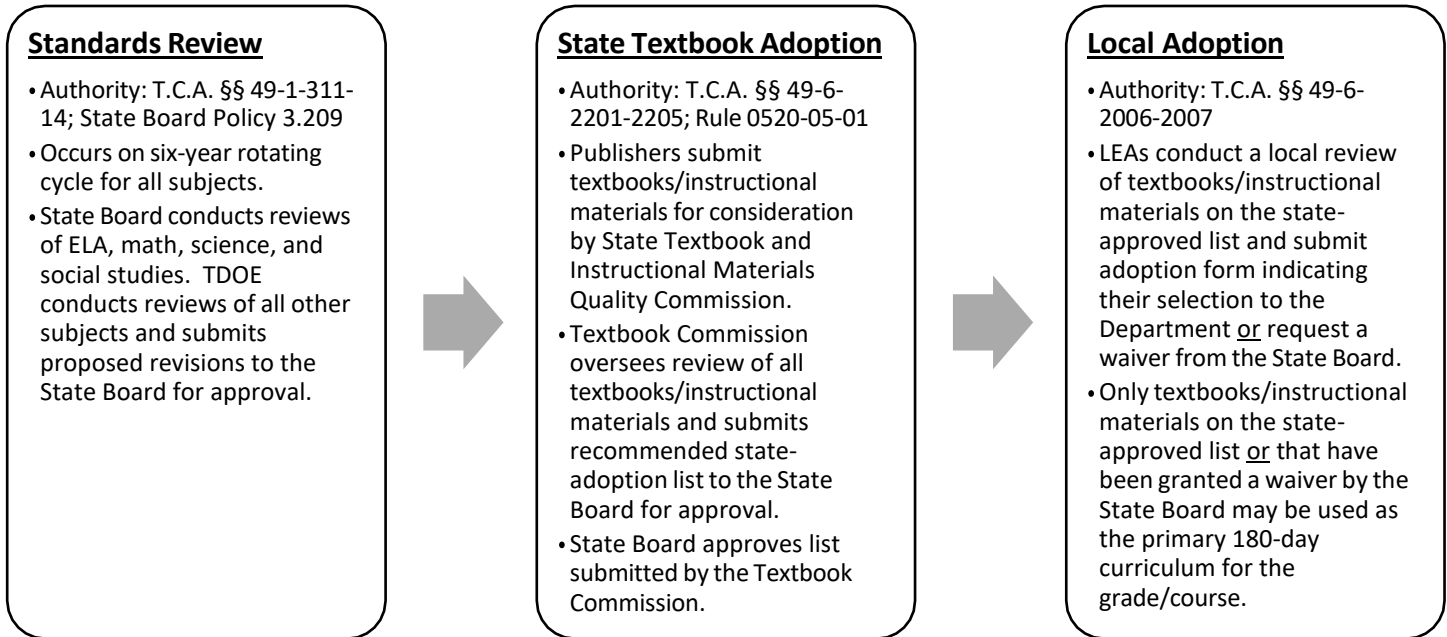 Standards Review
• Authority: T.C.A. §§ 49-1-311-
14; State Board Policy 3.209
• Occurs on six-year rotating
cycle for all subjects.
• State Board conducts reviews
of ELA, math, science, and
social studies.  TDOE
conducts reviews of all other
subjects and submits
proposed revisions to the
State Board for approval.
State Textbook Adoption
• Authority: T.C.A. §§ 49-6-
2201-2205; Rule 0520-05-01
• Publishers submit
textbooks/instructional
materials for consideration
by State Textbook and
Instructional Materials
Quality Commission.
• Textbook Commission
oversees review of all
textbooks/instructional
materials and submits
recommended state-
adoption list to the State
Board for approval.
• State Board approves list
submitted by the Textbook
Commission.
Local Adoption
• Authority: T.C.A. §§ 49-6-
2006-2007
• LEAs conduct a local review
of textbooks/instructional
materials on the state-
approved list and submit
adoption form indicating
their selection to the
Department or request a
waiver from the State Board.
• Only textbooks/instructional
materials on the state-
approved list or that have
been granted a waiver by the
State Board may be used as
the primary 180-day
curriculum for the
grade/course.